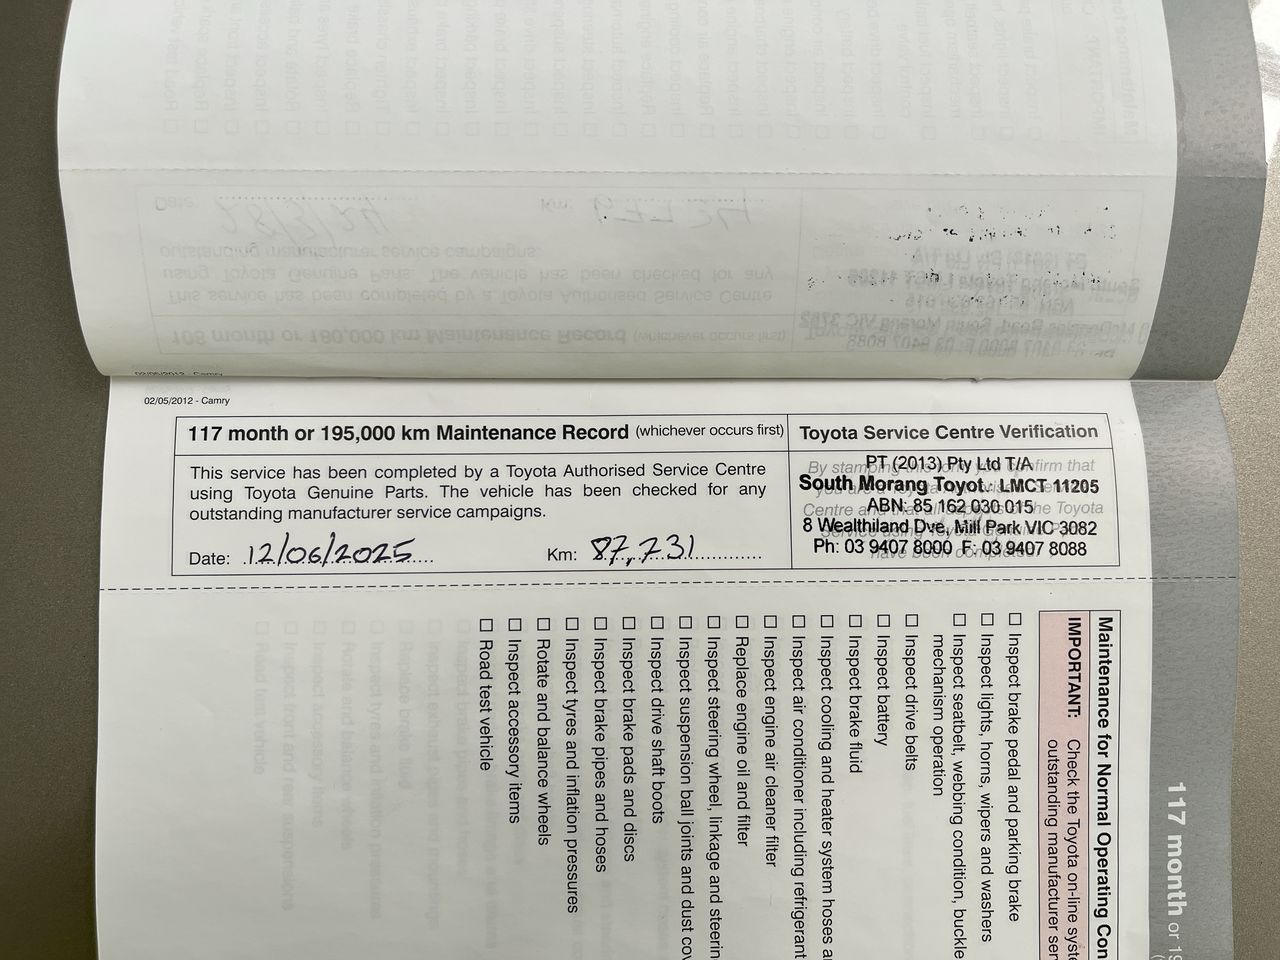 02/05/2012 - Camry
117 month or 195,000 km Maintenance Record (whichever occurs first)
This service has been completed by a Toyota Authorised Service Centre
using Toyota Genuine Parts. The vehicle has been checked for any
outstanding manufacturer service campaigns.
Date: 12/06/2025
Km: 87,731
Toyota Service Centre Verification
PT (2013) Pty Ltd T/A
South Morang Toyot. LMCT 11205
ABN: 85 162 030 015
8 Wealthiland Dve, Mill Park VIC 3082
Ph: 03 9407 8000 F: 03 9407 8088
By stamping this form you confirm that
Maintenance for Normal Operating Con
IMPORTANT: Check the Toyota on-line syste
outstanding manufacturer ser
☐ Inspect brake pedal and parking brake
☐ Inspect lights, horns, wipers and washers
☐ Inspect seatbelt, webbing condition, buckle
mechanism operation
☐ Inspect drive belts
☐ Inspect battery
☐ Inspect brake fluid
☐ Inspect cooling and heater system hoses a
☐ Inspect air conditioner including refrigerant
☐ Inspect engine air cleaner filter
☐ Replace engine oil and filter
☐ Inspect steering wheel, linkage and steerin
☐ Inspect suspension ball joints and dust cov
☐ Inspect drive shaft boots
☐ Inspect brake pads and discs
☐ Inspect brake pipes and hoses
☐ Inspect tyres and inflation pressures
☐ Rotate and balance wheels
☐ Inspect accessory items
☐ Road test vehicle
117 month or 19